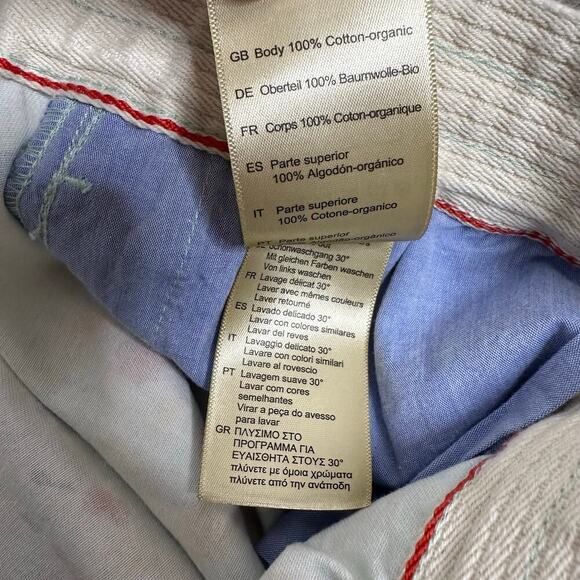 GB Body 100% Cotton-organic
DE Oberteil 100% Baumwolle-Bio
FR Corps 100% Coton-organique
ES Parte superior
100% Algodón-orgánico
IT Parte superiore
100% Cotone-organico
Schonwaschgang 30°
Mit gleichen Farben waschen
Von links waschen
FR Lavage délicat 30°
Laver avec mêmes couleurs
Laver retourné
ES Lavado delicado 30°
Lavar con colores similares
Lavar del reves
IT Lavaggio delicato 30°
Lavare con colori similari
Lavare al rovescio
PT Lavagem suave 30°
Lavar com cores
semelhantes
Virar a peça do avesso
para lavar
GR ΠΛΥΣΙΜΟ ΣΤΟ
ΠΡΟΓΡΑΜΜΑ ΓΙΑ
ΕΥΑΙΣΘΗΤΑ ΣΤΟΥΣ 30°
πλύνετε με όμοια χρώματα
πλύνετε από την ανάποδη